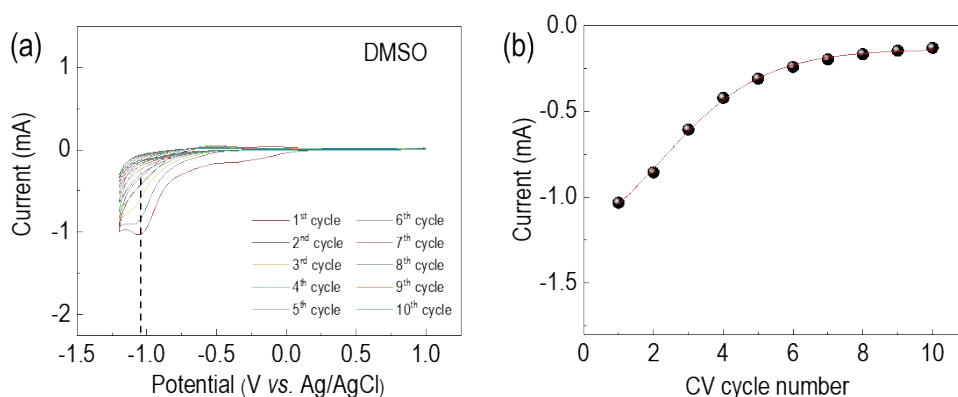 (a)
DMSO
Current (mA)
1
0
-1
-2
1st cycle
2nd cycle
3rd cycle
4th cycle
5th cycle
6th cycle
7th cycle
8th cycle
9th cycle
10th cycle
-1.5
-1.0
-0.5
0.0
0.5
1.0
Potential (V vs. Ag/AgCl)
(b)
Current (mA)
0.0
-0.5
-1.0
-1.5
0
2
4
6
8
10
CV cycle number